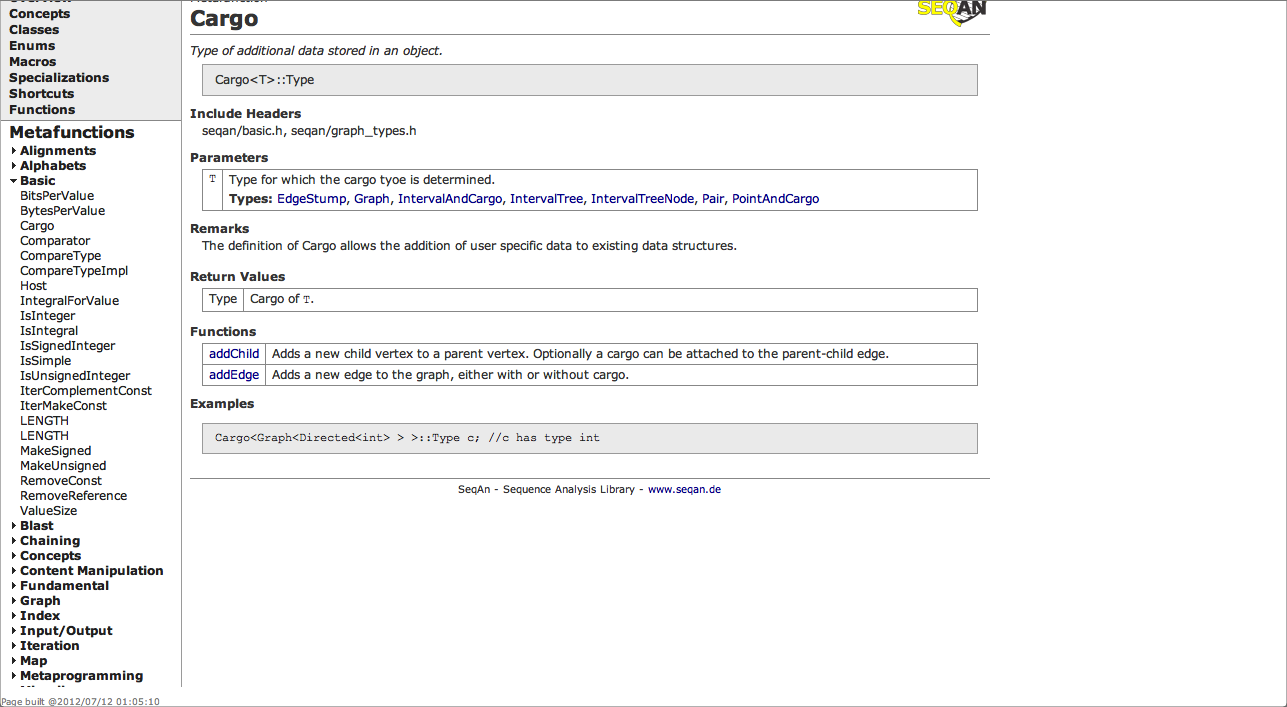 Concepts
Classes
Enums
Macros
Specializations
Shortcuts
Functions
Metafunctions
Alignments
Alphabets
Basic
BitsPerValue
BytesPerValue
Cargo
Comparator
CompareType
CompareTypeImpl
Host
IntegralForValue
IsInteger
IsIntegral
IsSignedInteger
IsSimple
IsUnsignedInteger
IterComplementConst
IterMakeConst
LENGTH
LENGTH
MakeSigned
MakeUnsigned
RemoveConst
RemoveReference
ValueSize
Blast
Chaining
Concepts
Content Manipulation
Fundamental
Graph
Index
Input/Output
Iteration
Map
Metaprogramming
Page built @2012/07/12 01:05:10
Cargo
SEQAN
Type of additional data stored in an object.
Cargo<T>::Type
Include Headers
seqan/basic.h, seqan/graph_types.h
Parameters
T Type for which the cargo tyoe is determined.
Types: EdgeStump, Graph, IntervalAndCargo, IntervalTree, IntervalTreeNode, Pair, PointAndCargo
Remarks
The definition of Cargo allows the addition of user specific data to existing data structures.
Return Values
Type Cargo of T.
Functions
addChild Adds a new child vertex to a parent vertex. Optionally a cargo can be attached to the parent-child edge.
addEdge Adds a new edge to the graph, either with or without cargo.
Examples
Cargo<Graph<Directed<int> > >::Type c; //c has type int
SeqAn - Sequence Analysis Library - www.seqan.de